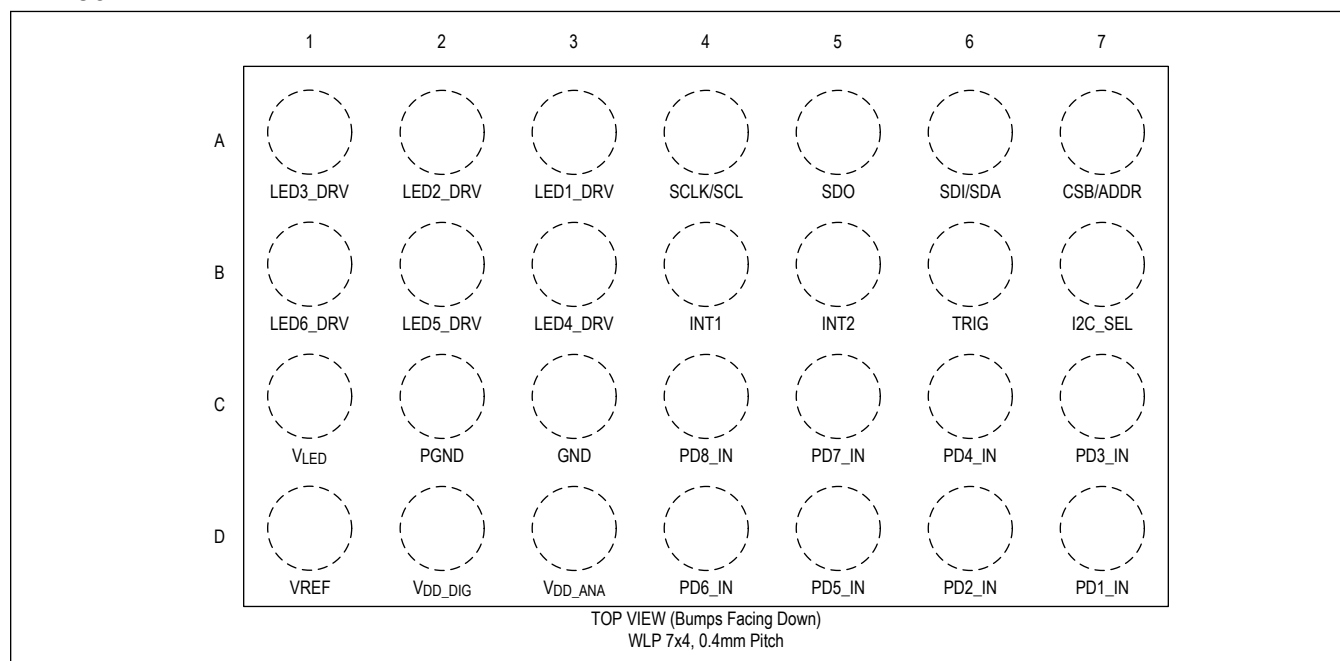 1 2 3 4 5 6 7
A
LED3_DRV LED2_DRV LED1_DRV SCLK/SCL SDO SDI/SDA CSB/ADDR
B
LED6_DRV LED5_DRV LED4_DRV INT1 INT2 TRIG I2C_SEL
C
VLED PGND GND PD8_IN PD7_IN PD4_IN PD3_IN
D
VREF VDD_DIG VDD_ANA PD6_IN PD5_IN PD2_IN PD1_IN
TOP VIEW (Bumps Facing Down)
WLP 7x4, 0.4mm Pitch